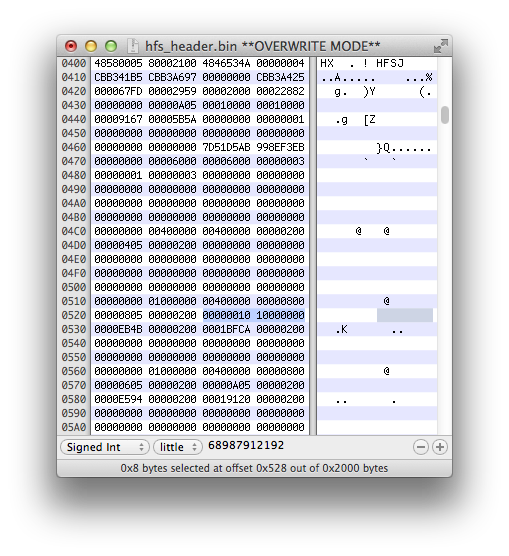 hfs_header.bin **OVERWRITE MODE**
0400 48580005 80002100 4846534A 00000004 HX . ! HFSJ
0410 CBB341B5 CBB3A697 00000000 CBB3A425 ..A..... ...%
0420 000067FD 00002959 02000000 00022882 g. )Y (.
0430 00000000 00000A05 00010000 00010000
0440 00009167 00005B5A 00000000 00000001 .g [Z
0450 00000000 00000000 00000000 00000000
0460 00000000 00000000 7D51D5AB 998EF3EB }Q......
0470 00000000 00006000 00006000 00000003 ` `
0480 00000001 00000003 00000000 00000000
0490 00000000 00000000 00000000 00000000
04A0 00000000 00000000 00000000 00000000
04B0 00000000 00000000 00000000 00000000
04C0 00000000 00400000 00400000 00000200 @ @
04D0 00000405 00000200 00000000 00000000
04E0 00000000 00000000 00000000 00000000
04F0 00000000 00000000 00000000 00000000
0500 00000000 00000000 00000000 00000000
0510 00000000 01000000 00400000 00000800 @
0520 00000805 00000200 00000010 10000000
0530 0000EB4B 00000200 0001BFCA 00000200 .K ..
0540 00000000 00000000 00000000 00000000
0550 00000000 00000000 00000000 00000000
0560 00000000 01000000 00400000 00000800 @
0570 00000605 00000200 00000A05 00000200
0580 0000E594 00000200 00019120 00000200 .. .
0590 00000000 00000000 00000000 00000000
05A0 00000000 00000000 00000000 00000000
Signed Int little 68987912192
0x8 bytes selected at offset 0x528 out of 0x2000 bytes